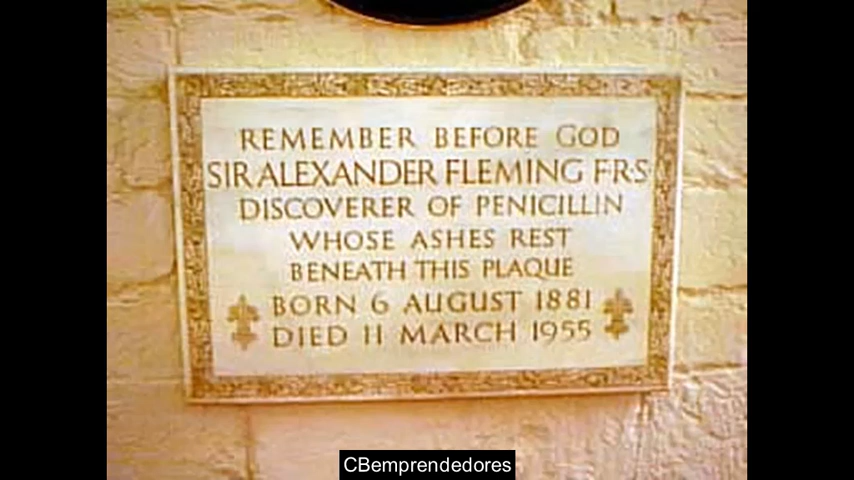 REMEMBER BEFORE GOD
SIR ALEXANDER FLEMING F·R·S
DISCOVERER OF PENICILLIN
WHOSE ASHES REST
BENEATH THIS PLAQUE
BORN 6 AUGUST 1881
DIED 11 MARCH 1955
CBemprendedores